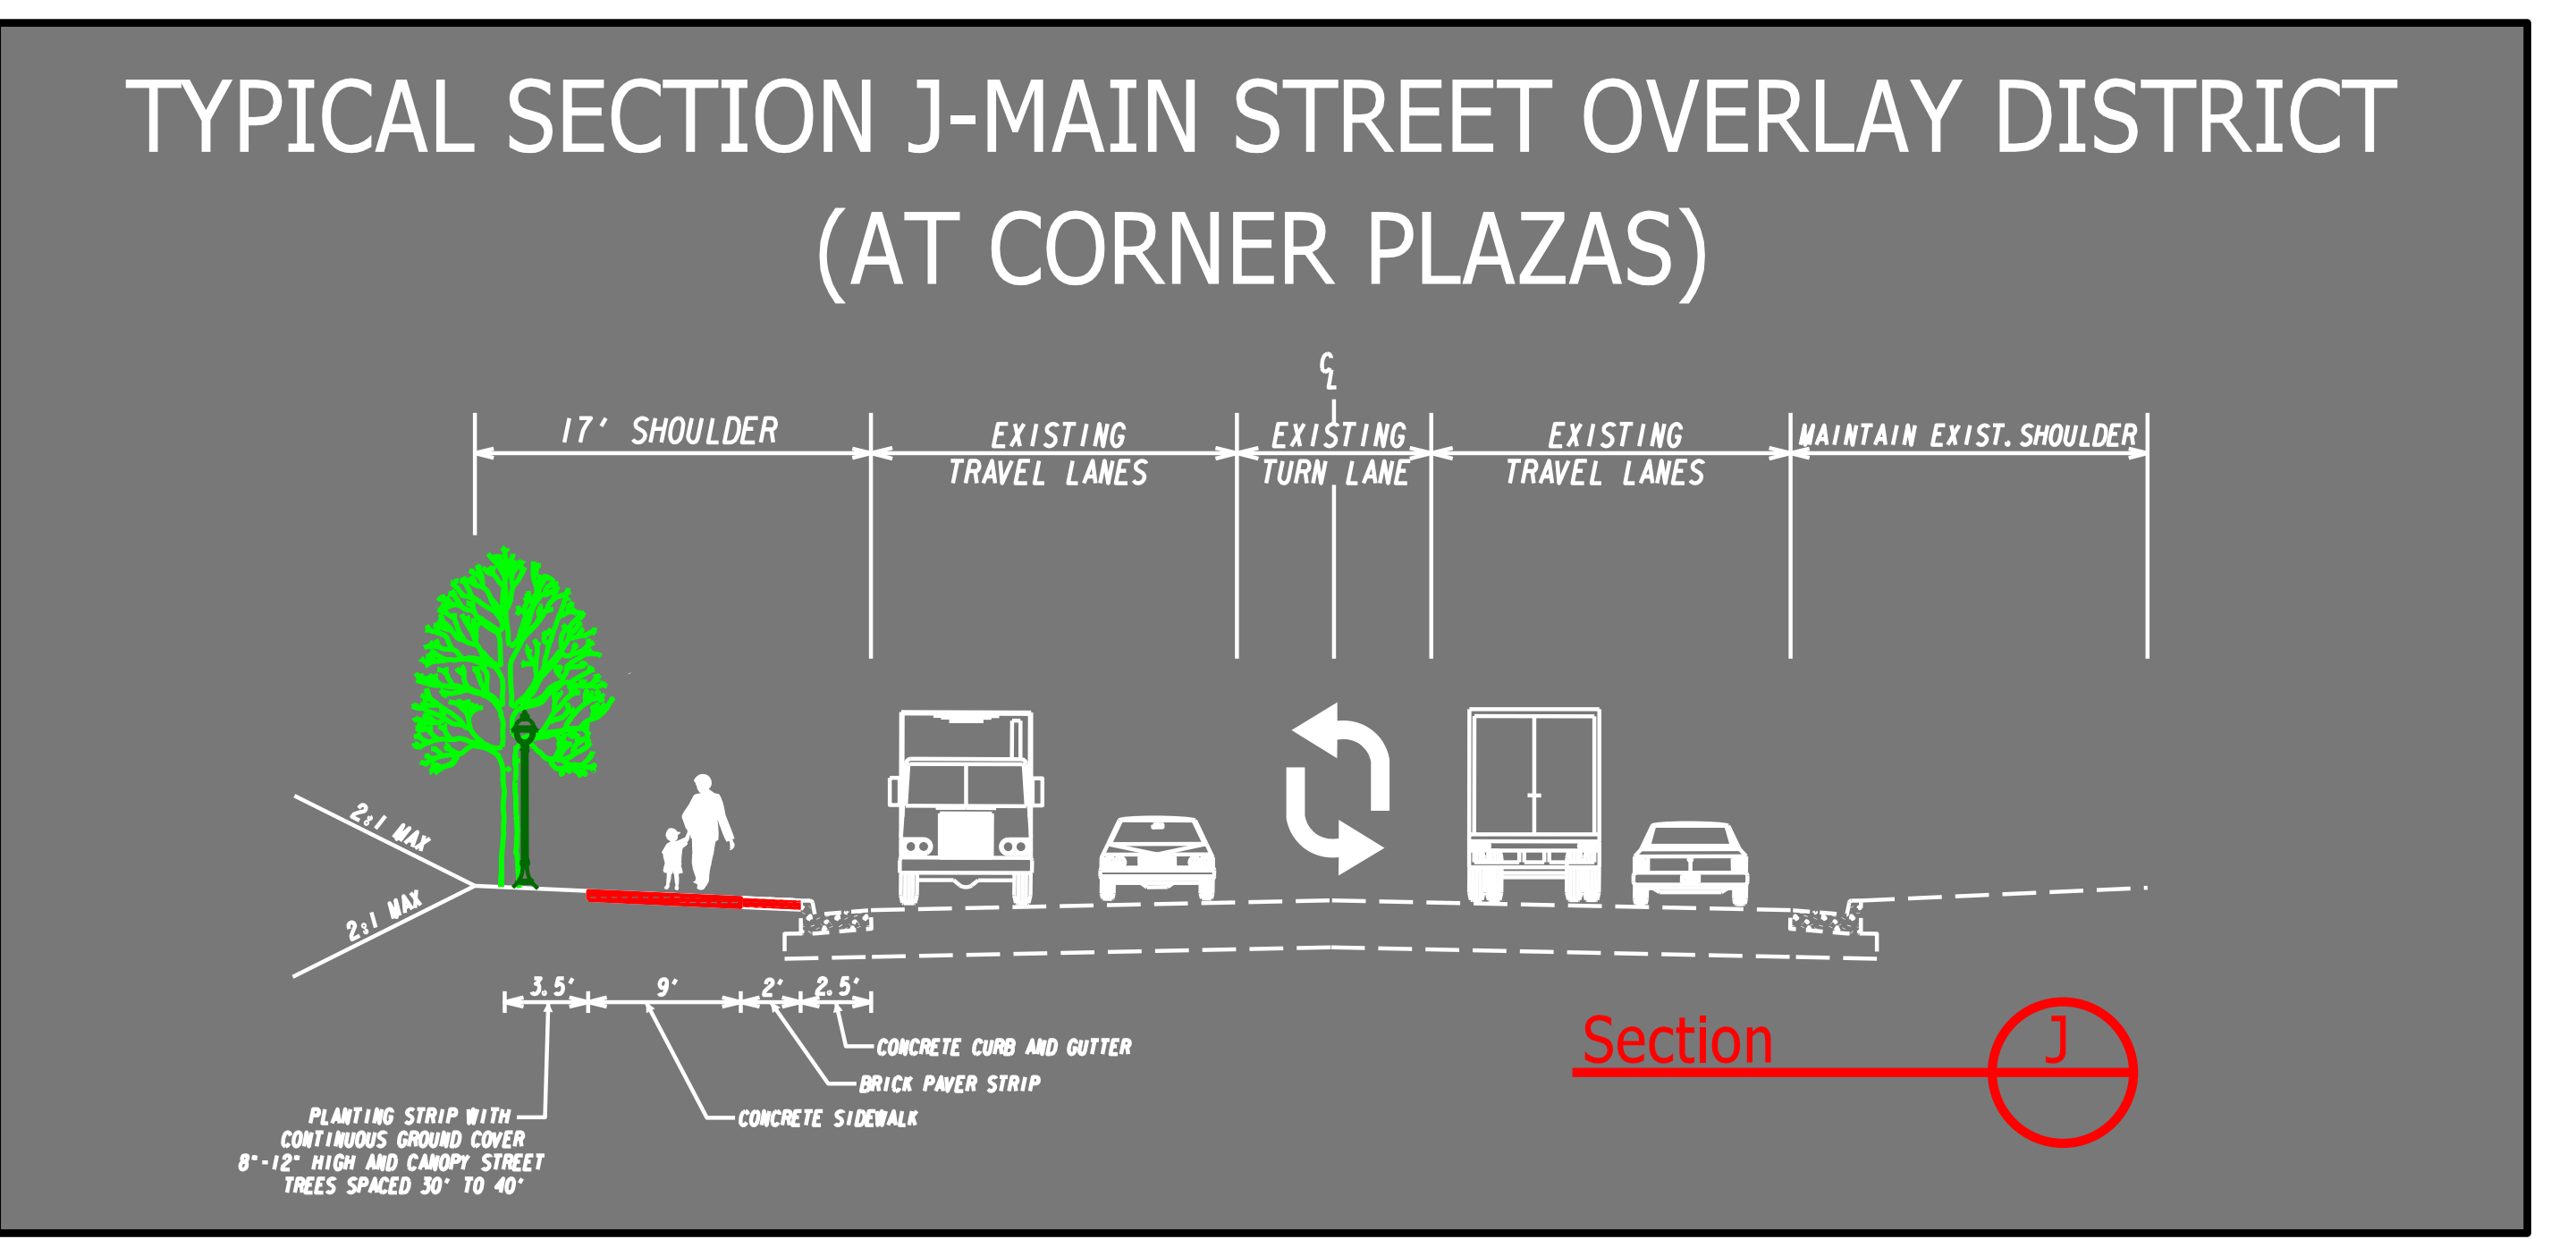 TYPICAL SECTION J-MAIN STREET OVERLAY DISTRICT
(AT CORNER PLAZAS)
℄
17' SHOULDER
EXISTING
TRAVEL LANES
EXISTING
TURN LANE
EXISTING
TRAVEL LANES
MAINTAIN EXIST. SHOULDER
2:1 MAX
2:1 MAX
3.5'
9'
2'
2.5'
CONCRETE CURB AND GUTTER
BRICK PAVER STRIP
CONCRETE SIDEWALK
PLANTING STRIP WITH
CONTINUOUS GROUND COVER
8"-12" HIGH AND CANOPY STREET
TREES SPACED 30' TO 40'
Section
J